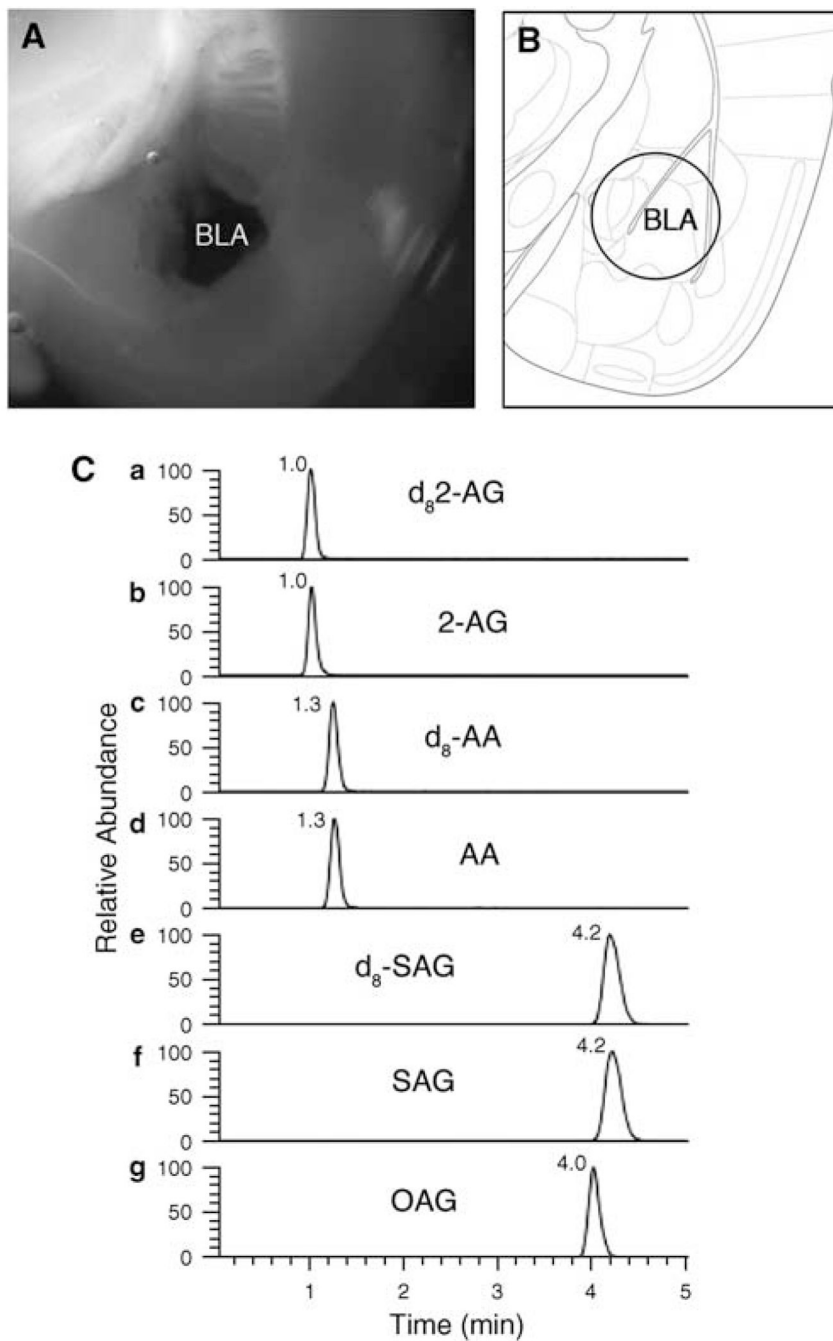 A
BLA
B
BLA
C
a 100 50 0
1.0
d₈2-AG
b 100 50 0
1.0
2-AG
c 100 50 0
1.3
d₈-AA
d 100 50 0
1.3
AA
e 100 50 0
4.2
d₈-SAG
f 100 50 0
4.2
SAG
g 100 50 0
4.0
OAG
Relative Abundance
1 2 3 4 5
Time (min)